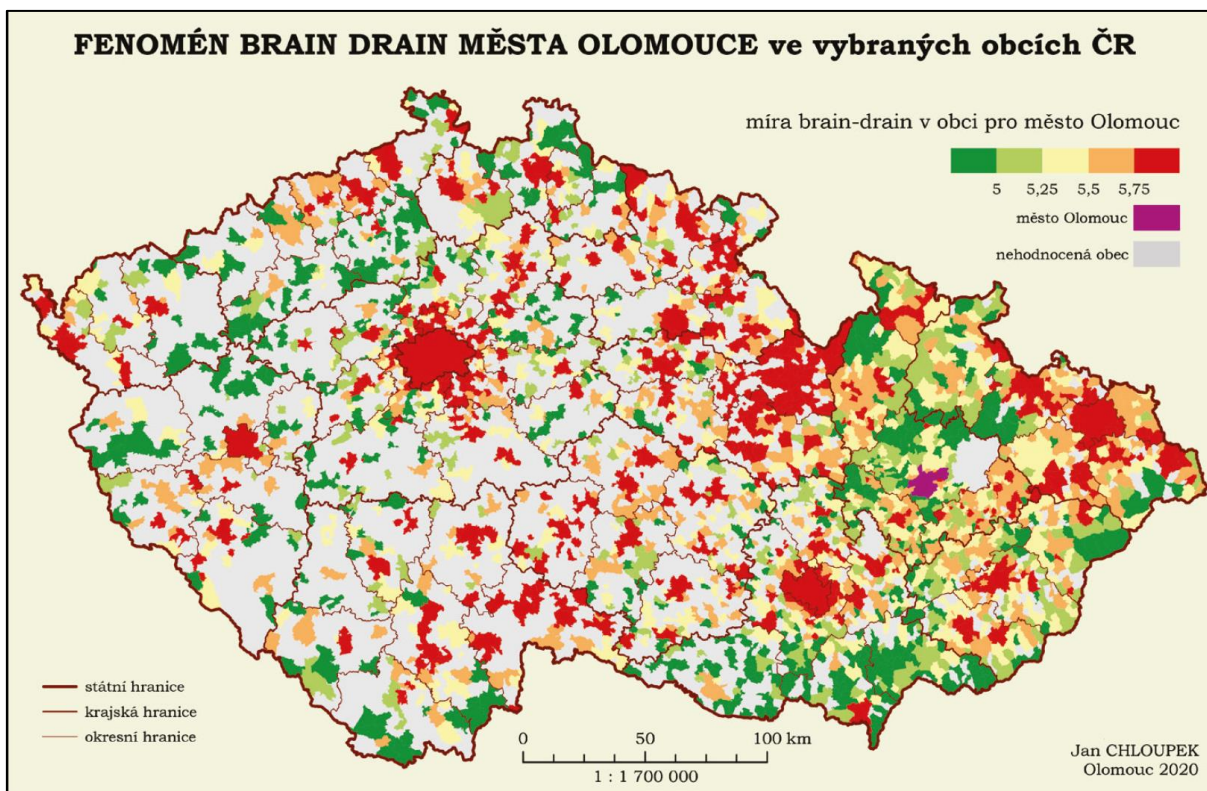 FENOMÉN BRAIN DRAIN MĚSTA OLOMOUCE ve vybraných obcích ČR
míra brain-drain v obci pro město Olomouc
5 5,25 5,5 5,75
město Olomouc
nehodnocená obec
státní hranice
krajská hranice
okresní hranice
0 50 100 km
1 : 1 700 000
Jan CHLOUPEK
Olomouc 2020